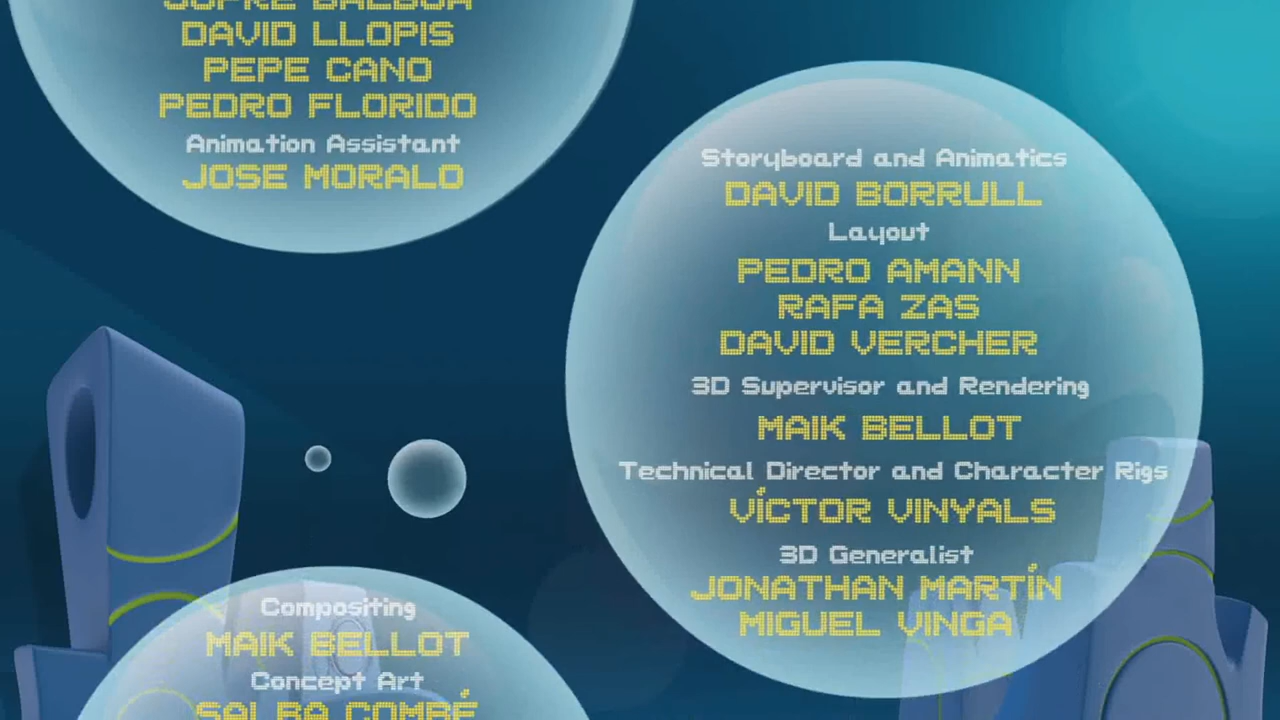 DAVID LLOPIS
PEPE CANO
PEDRO FLORIDO
Animation Assistant
JOSE MORALO
Storyboard and Animatics
DAVID BORRULL
Layout
PEDRO AMANN
RAFA ZAS
DAVID VERCHER
3D Supervisor and Rendering
MAIK BELLOT
Technical Director and Character Rigs
VÍCTOR VINYALS
3D Generalist
JONATHAN MARTÍN
MIGUEL VINGA
Compositing
MAIK BELLOT
Concept Art